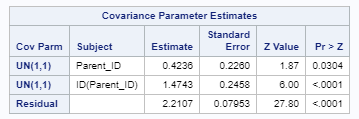 Covariance Parameter Estimates
Cov Parm Subject Estimate Standard Error Z Value Pr > Z
UN(1,1) Parent_ID 0.4236 0.2260 1.87 0.0304
UN(1,1) ID(Parent_ID) 1.4743 0.2458 6.00 <.0001
Residual 2.2107 0.07953 27.80 <.0001